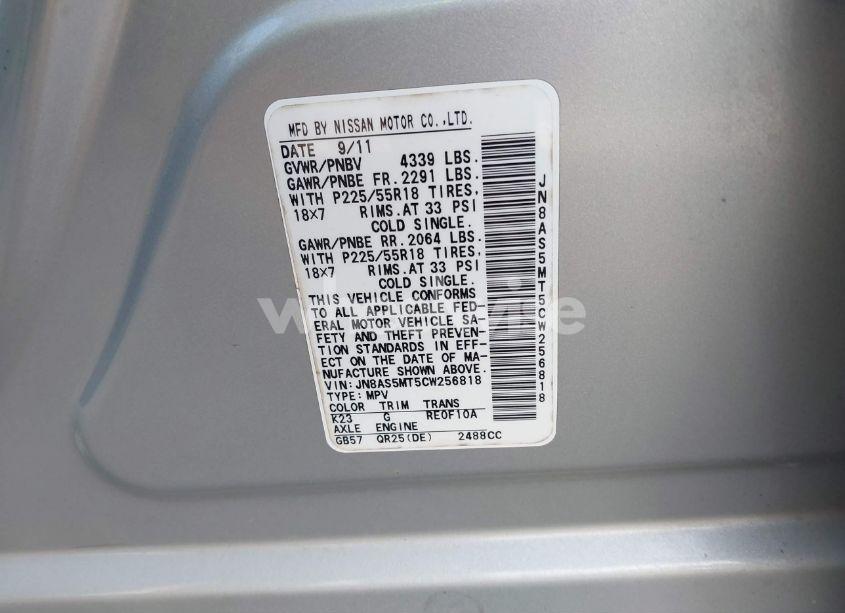 MFD BY NISSAN MOTOR CO.,LTD.
DATE 9/11
GVWR/PNBV 4339 LBS.
GAWR/PNBE FR. 2291 LBS.
WITH P225/55R18 TIRES,
18X7 RIMS.AT 33 PSI
COLD SINGLE.
GAWR/PNBE RR. 2064 LBS.
WITH P225/55R18 TIRES,
18X7 RIMS.AT 33 PSI
COLD SINGLE.
THIS VEHICLE CONFORMS
TO ALL APPLICABLE FED-
ERAL MOTOR VEHICLE SA-
FETY AND THEFT PREVEN-
TION STANDARDS IN EFF-
ECT ON THE DATE OF MA-
NUFACTURE SHOWN ABOVE.
VIN:JN8AS5MT5CW256818
TYPE:MPV
COLOR TRIM TRANS
K23 G RE0F10A
AXLE ENGINE
GB57 QR25(DE) 2488CC
JN8AS5MT5CW256818